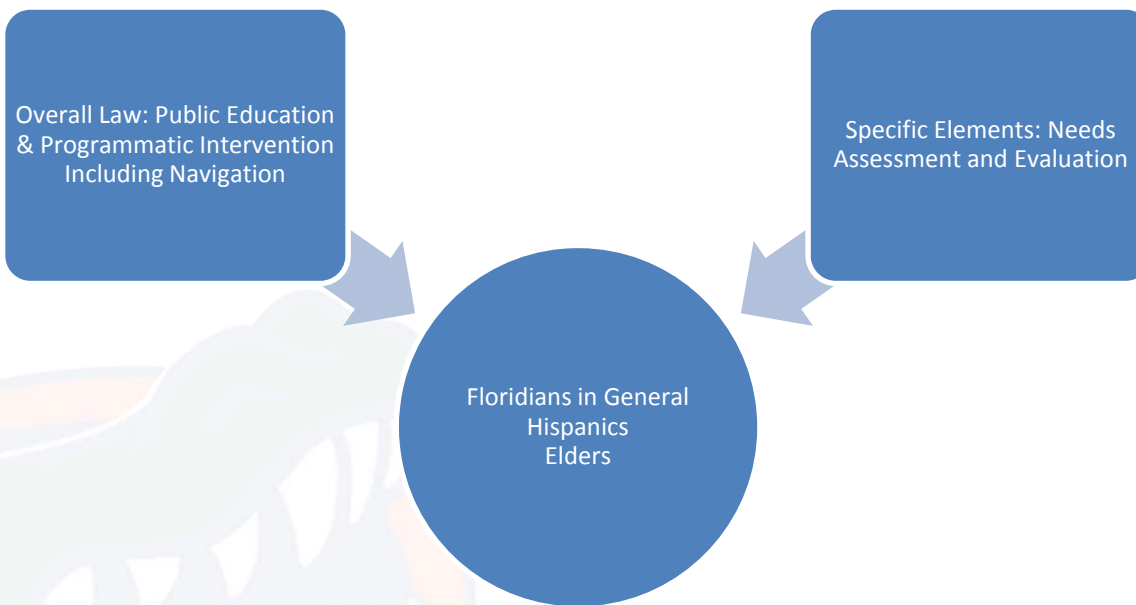 Overall Law: Public Education
& Programmatic Intervention
Including Navigation
Specific Elements: Needs
Assessment and Evaluation
Floridians in General
Hispanics
Elders